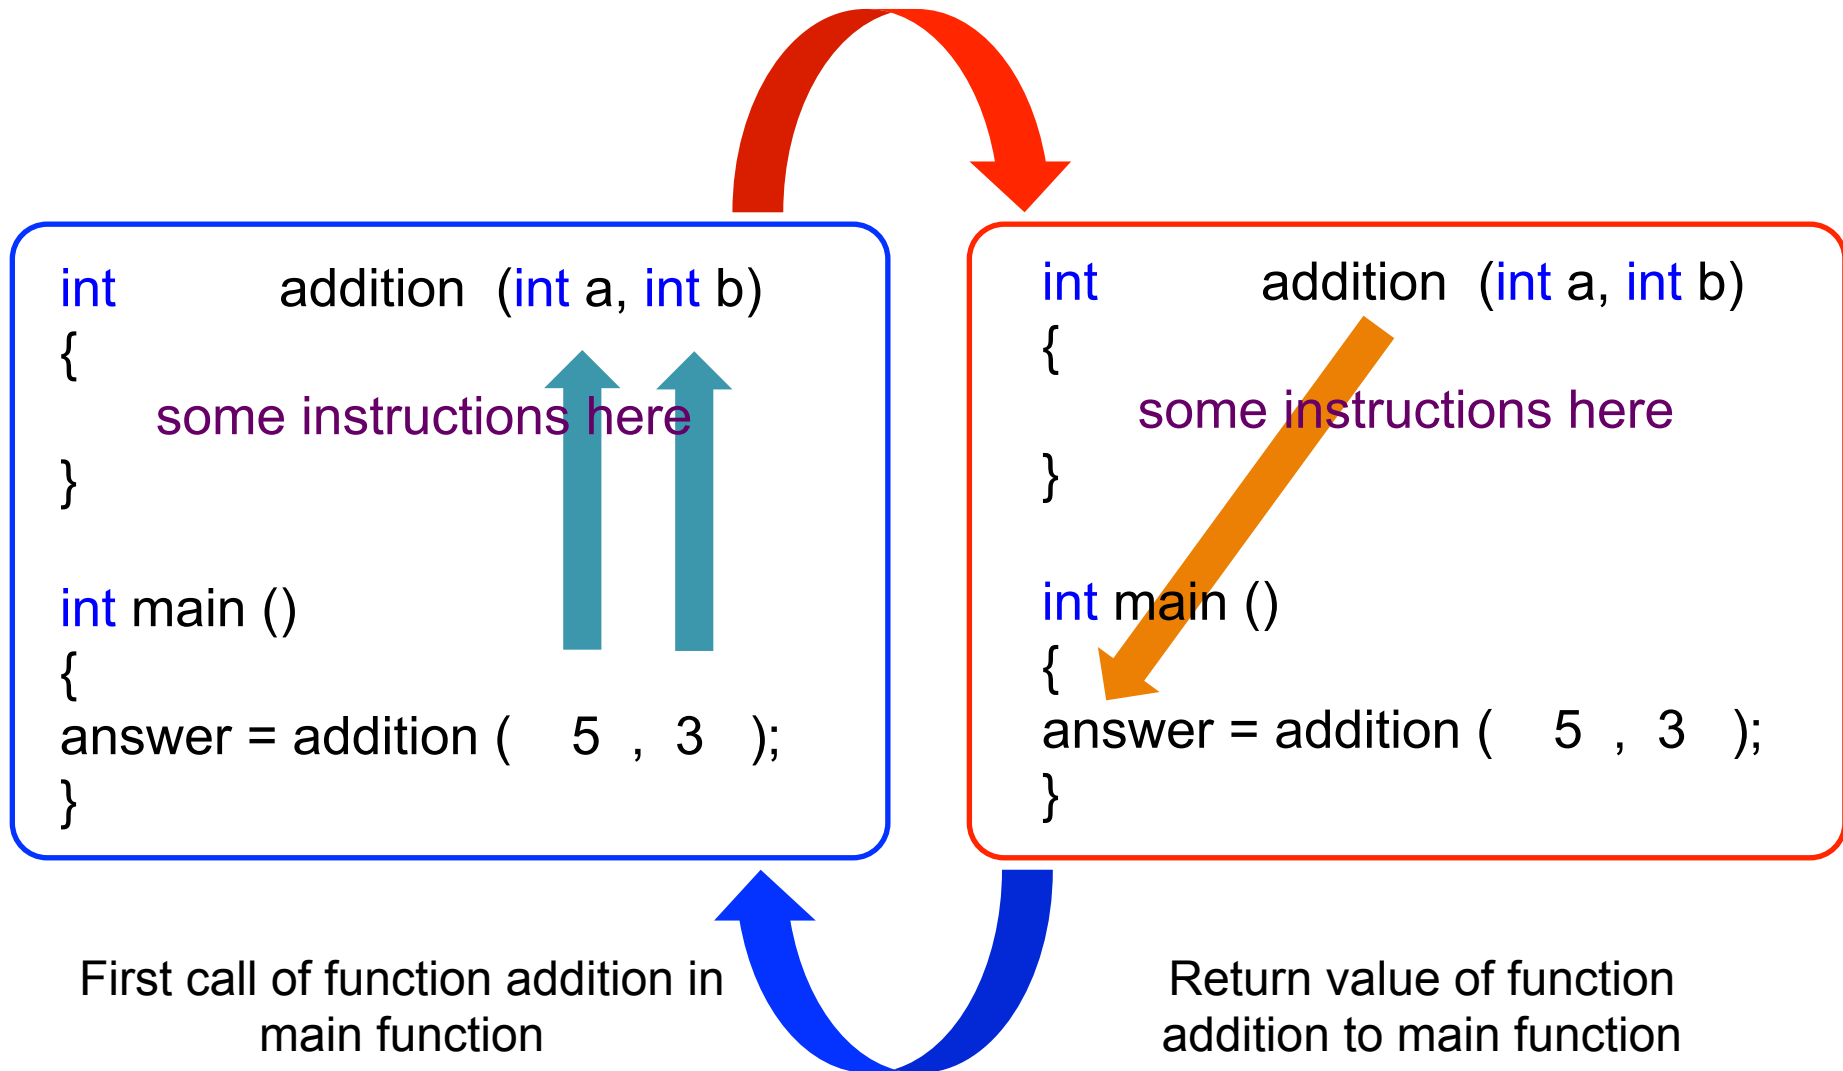 int addition (int a, int b)
{
some instructions here
}
int main ()
{
answer = addition ( 5 , 3 );
}
First call of function addition in
main function
int addition (int a, int b)
{
some instructions here
}
int main ()
{
answer = addition ( 5 , 3 );
}
Return value of function
addition to main function